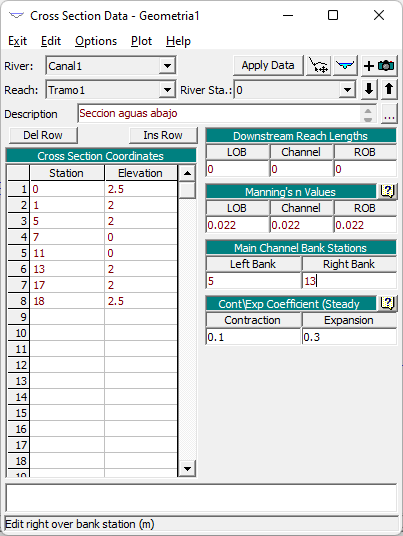 Cross Section Data - Geometria1
Exit Edit Options Plot Help
River: Canal1 Apply Data
Reach: Tramo1 River Sta.: 0
Description Seccion aguas abajo ...
Del Row Ins Row
Cross Section Coordinates
Station Elevation
1 0 2.5
2 1 2
3 5 2
4 7 0
5 11 0
6 13 2
7 17 2
8 18 2.5
9
10
11
12
13
14
15
16
17
18
19
Downstream Reach Lengths
LOB Channel ROB
0 0 0
Manning's n Values
LOB Channel ROB
0.022 0.022 0.022
Main Channel Bank Stations
Left Bank Right Bank
5 13
Cont\Exp Coefficient (Steady
Contraction Expansion
0.1 0.3
Edit right over bank station (m)